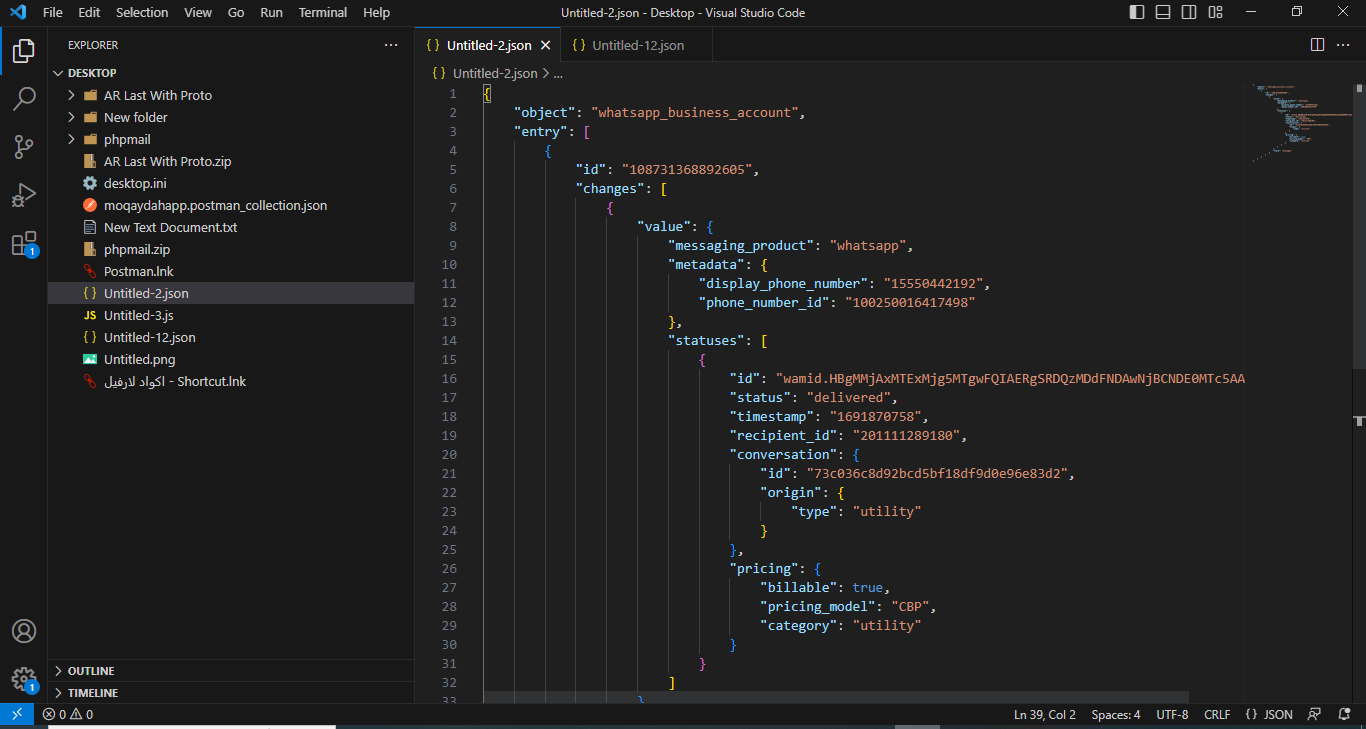 File Edit Selection View Go Run Terminal Help Untitled-2.json - Desktop - Visual Studio Code
EXPLORER
DESKTOP
AR Last With Proto
New folder
phpmail
AR Last With Proto.zip
desktop.ini
moqaydahapp.postman_collection.json
New Text Document.txt
phpmail.zip
Postman.lnk
{ } Untitled-2.json
JS Untitled-3.js
{ } Untitled-12.json
Untitled.png
اكواد لارفيل - Shortcut.lnk
OUTLINE
TIMELINE
1
1
{ } Untitled-2.json { } Untitled-12.json
{ } Untitled-2.json > ...
1 {
2 "object": "whatsapp_business_account",
3 "entry": [
4 {
5 "id": "108731368892605",
6 "changes": [
7 {
8 "value": {
9 "messaging_product": "whatsapp",
10 "metadata": {
11 "display_phone_number": "15550442192",
12 "phone_number_id": "100250016417498"
13 },
14 "statuses": [
15 {
16 "id": "wamid.HBgMMjAxMTExMjg5MTgwFQIAERgSRDQzMDdFNDAwNjBCNDE0MTc5AA
17 "status": "delivered",
18 "timestamp": "1691870758",
19 "recipient_id": "201111289180",
20 "conversation": {
21 "id": "73c036c8d92bcd5bf18df9d0e96e83d2",
22 "origin": {
23 "type": "utility"
24 }
25 },
26 "pricing": {
27 "billable": true,
28 "pricing_model": "CBP",
29 "category": "utility"
30 }
31 }
32 ]
33 }
0 0 Ln 39, Col 2 Spaces: 4 UTF-8 CRLF { } JSON